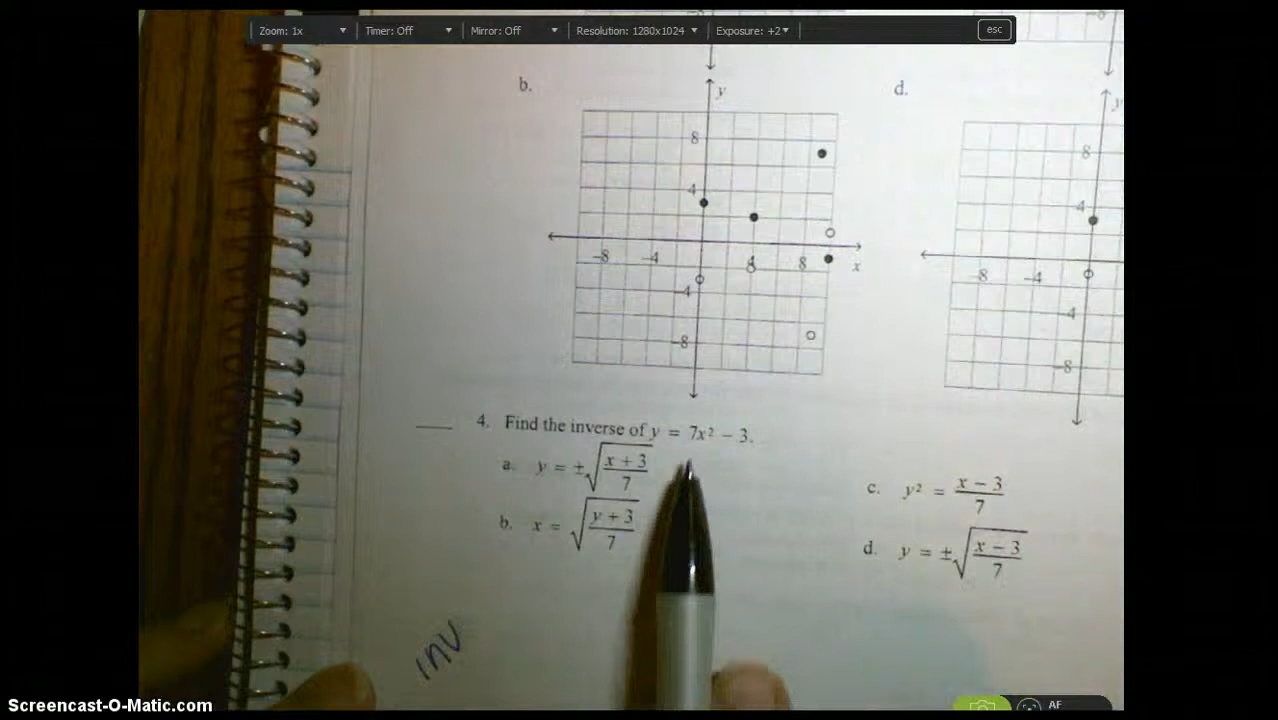 Zoom: 1x Timer: Off Mirror: Off Resolution: 1280x1024 Exposure: +2 esc
b.
y
8
4
-8 -4 4 8 x
-4
-8
d.
y
8
4
-8 -4
-4
-8
4. Find the inverse of y = 7x² − 3.
a. y = ±√((x + 3)/7)
b. x = √((y + 3)/7)
c. y² = (x − 3)/7
d. y = ±√((x − 3)/7)
INV
AF
Screencast-O-Matic.com